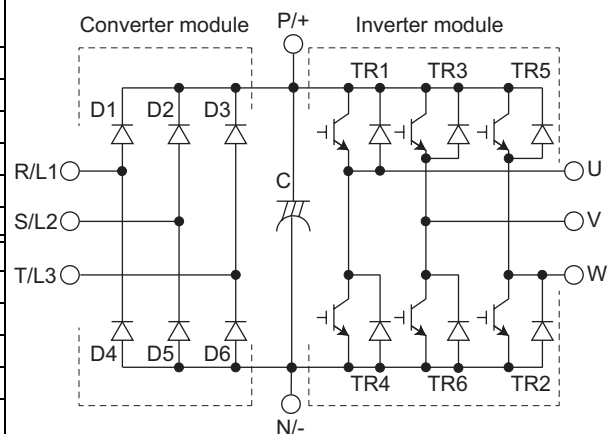 Converter module
P/+
Inverter module
TR1
TR3
TR5
D1
D2
D3
R/L1
U
C
S/L2
V
T/L3
W
D4
D5
D6
TR4
TR6
TR2
N/-